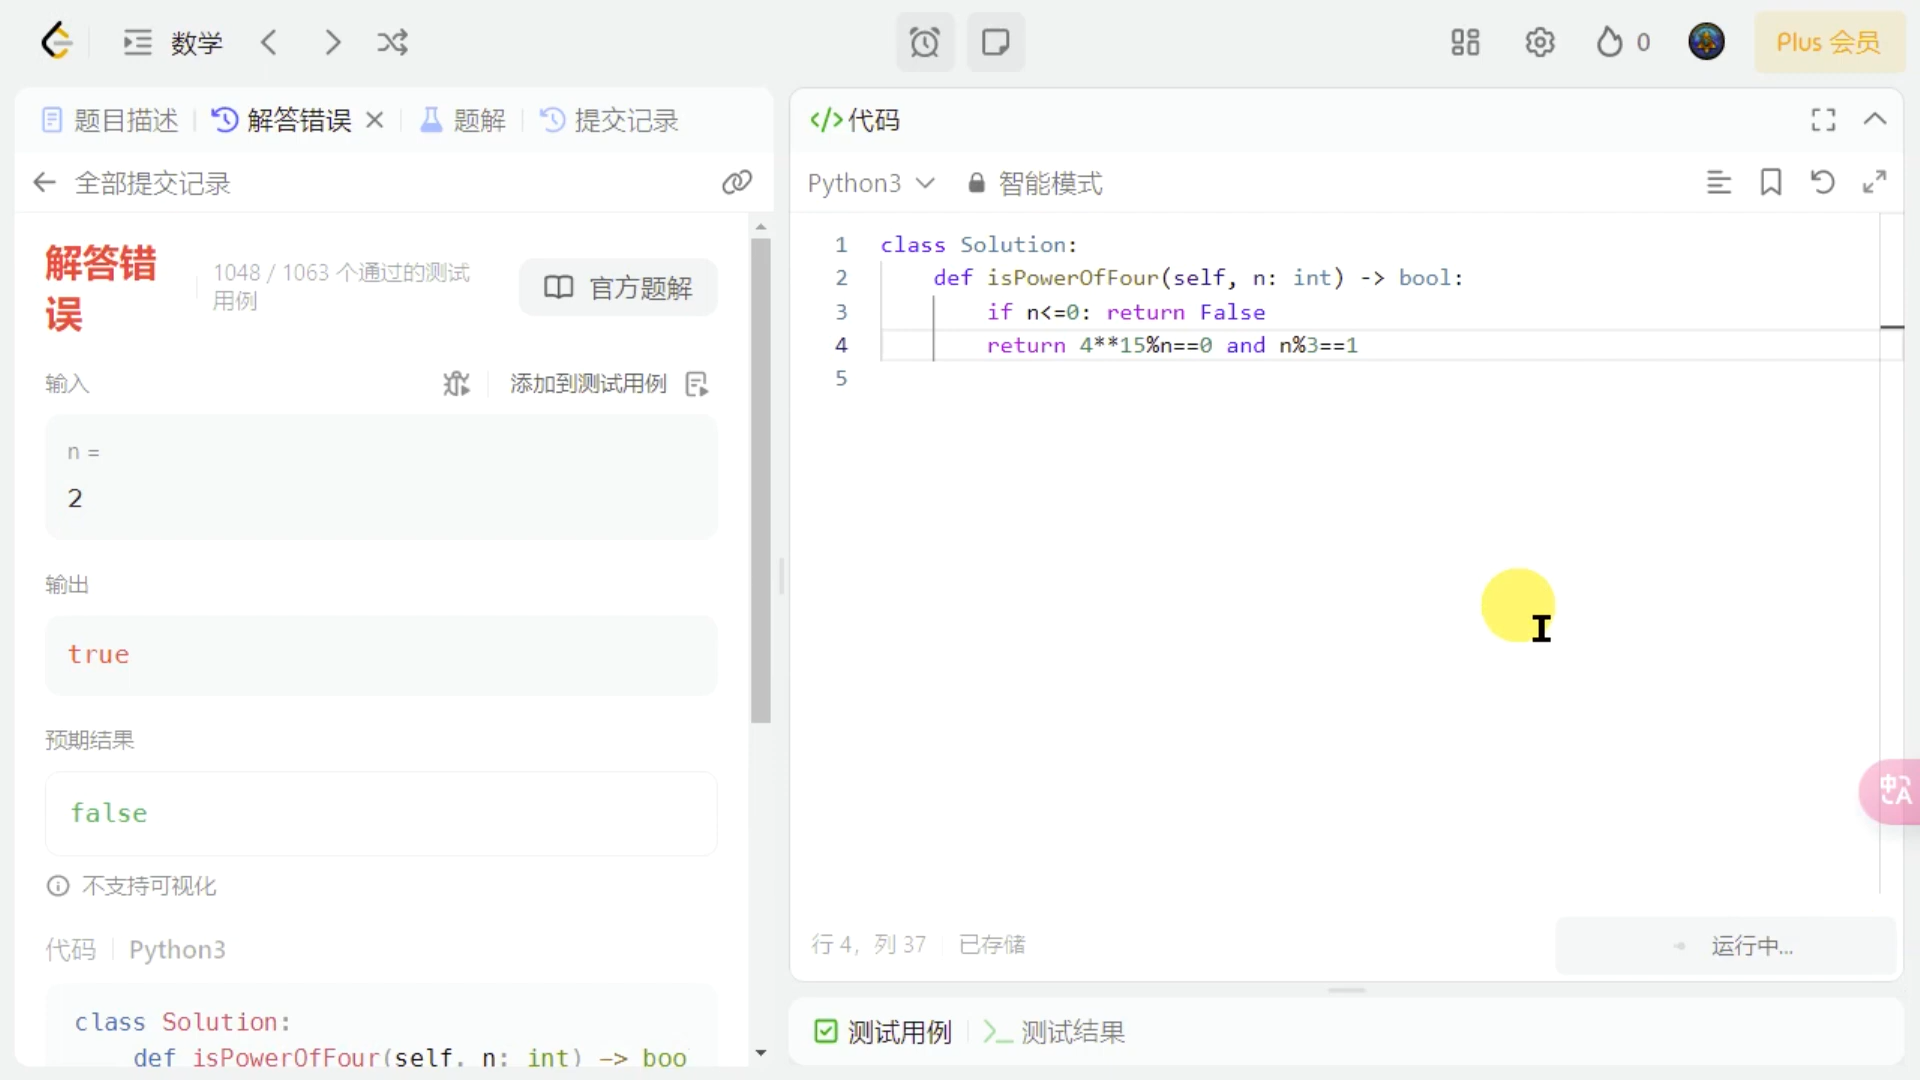 数学
0
Plus 会员
题目描述
解答错误
题解
提交记录
全部提交记录
解答错
误
1048 / 1063 个通过的测试
用例
官方题解
输入
添加到测试用例
n =
2
输出
true
预期结果
false
不支持可视化
代码
Python3
class Solution:
def isPowerOfFour(self, n: int) -> boo
</>代码
Python3
智能模式
1 class Solution:
2 def isPowerOfFour(self, n: int) -> bool:
3 if n<=0: return False
4 return 4**15%n==0 and n%3==1
5
行 4, 列 37
已存储
运行中...
测试用例
测试结果
中A